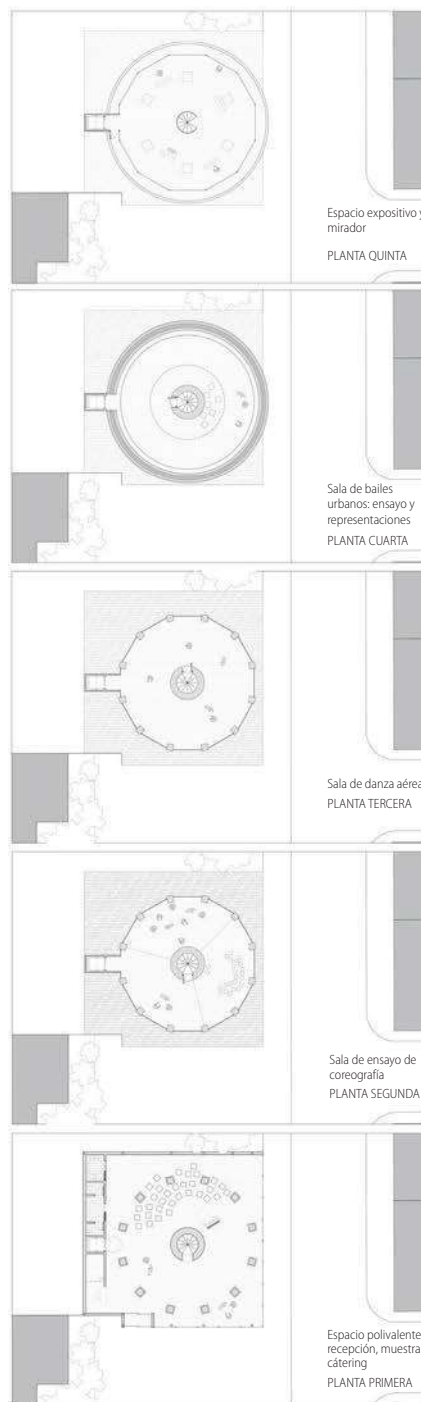 Espacio expositivo y
mirador
PLANTA QUINTA
Sala de bailes
urbanos: ensayo y
representaciones
PLANTA CUARTA
Sala de danza aérea
PLANTA TERCERA
Sala de ensayo de
coreografía
PLANTA SEGUNDA
Espacio polivalente
recepción, muestra
cátering
PLANTA PRIMERA